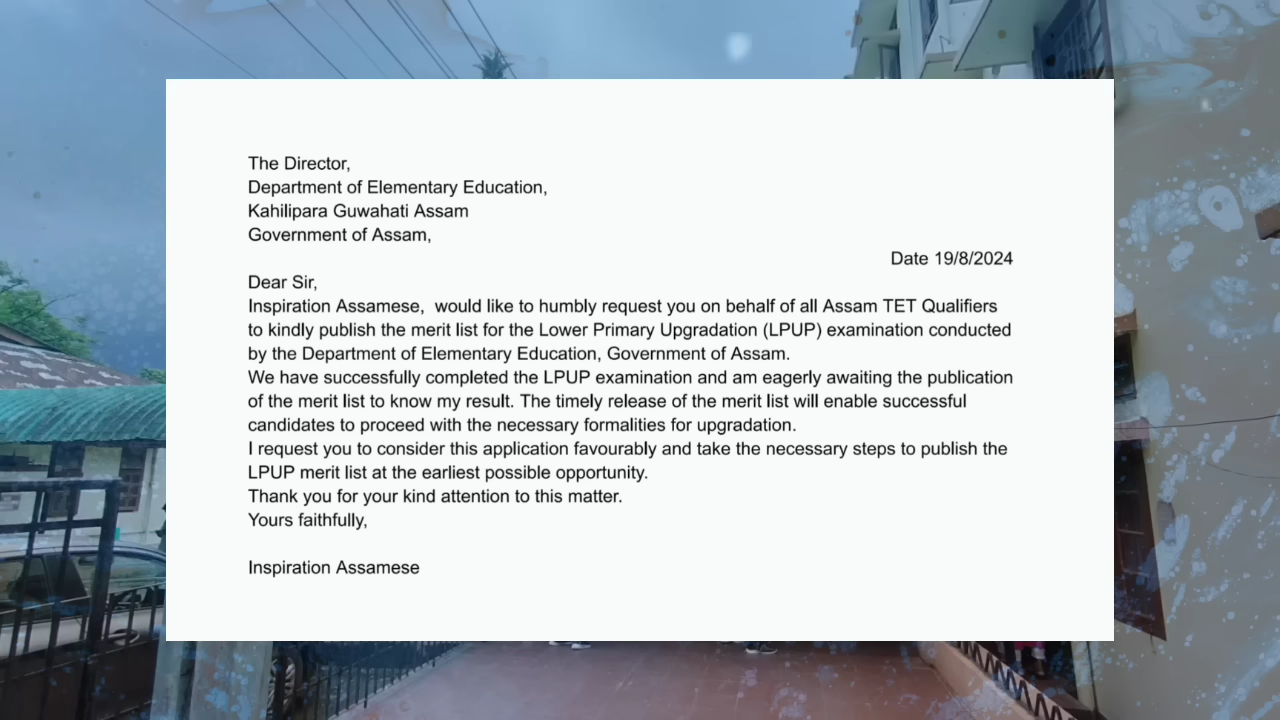 The Director,
Department of Elementary Education,
Kahilipara Guwahati Assam
Government of Assam,
Date 19/8/2024
Dear Sir,
Inspiration Assamese,  would like to humbly request you on behalf of all Assam TET Qualifiers
to kindly publish the merit list for the Lower Primary Upgradation (LPUP) examination conducted
by the Department of Elementary Education, Government of Assam.
We have successfully completed the LPUP examination and am eagerly awaiting the publication
of the merit list to know my result. The timely release of the merit list will enable successful
candidates to proceed with the necessary formalities for upgradation.
I request you to consider this application favourably and take the necessary steps to publish the
LPUP merit list at the earliest possible opportunity.
Thank you for your kind attention to this matter.
Yours faithfully,
Inspiration Assamese